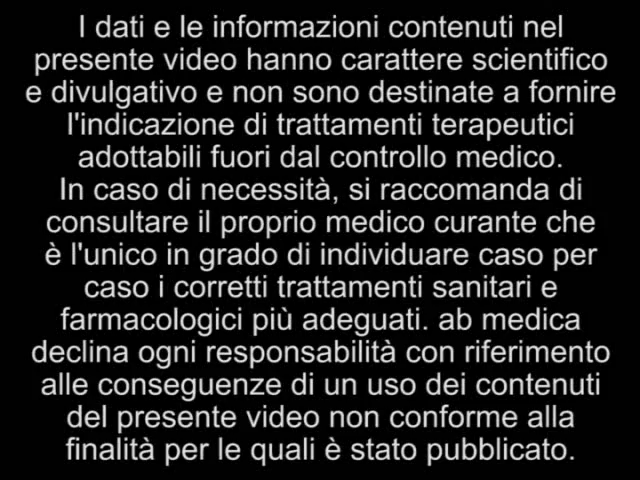 I dati e le informazioni contenuti nel
presente video hanno carattere scientifico
e divulgativo e non sono destinate a fornire
l'indicazione di trattamenti terapeutici
adottabili fuori dal controllo medico.
In caso di necessità, si raccomanda di
consultare il proprio medico curante che
è l'unico in grado di individuare caso per
caso i corretti trattamenti sanitari e
farmacologici più adeguati. ab medica
declina ogni responsabilità con riferimento
alle conseguenze di un uso dei contenuti
del presente video non conforme alla
finalità per le quali è stato pubblicato.